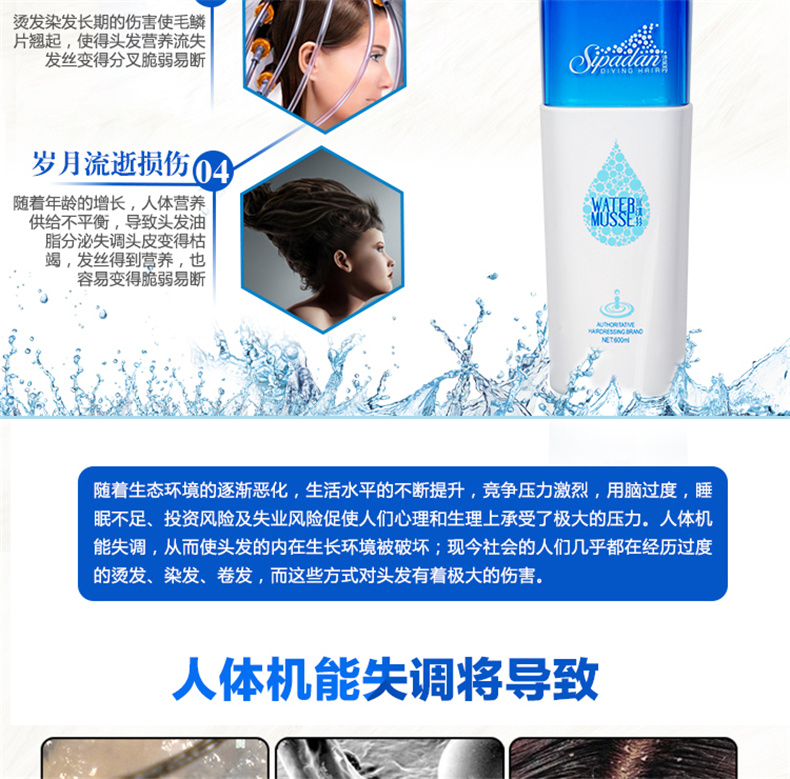 烫发染发长期的伤害使毛鳞
片翘起，使得头发营养流失
发丝变得分叉脆弱易断
岁月流逝损伤 04
随着年龄的增长，人体营养
供给不平衡，导致头发油
脂分泌失调头皮变得枯
竭，发丝得到营养，也
容易变得脆弱易断
Sipadan
DIVING HAIR
WATER
MUSSE
AUTHORITATIVE
HAIRDRESSING BRAND
NET:600ml
随着生态环境的逐渐恶化，生活水平的不断提升，竞争压力激烈，用脑过度，睡
眠不足、投资风险及失业风险促使人们心理和生理上承受了极大的压力。人体机
能失调，从而使头发的内在生长环境被破坏；现今社会的人们几乎都在经历过度
的烫发、染发、卷发，而这些方式对头发有着极大的伤害。
人体机能失调将导致